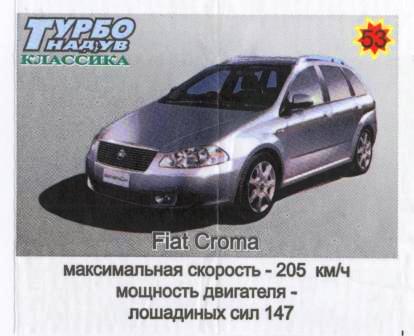 ТУРБО
НАДУВ
КЛАССИКА
53
Fiat Croma
максимальная скорость - 205 км/ч
мощность двигателя -
лошадиных сил 147